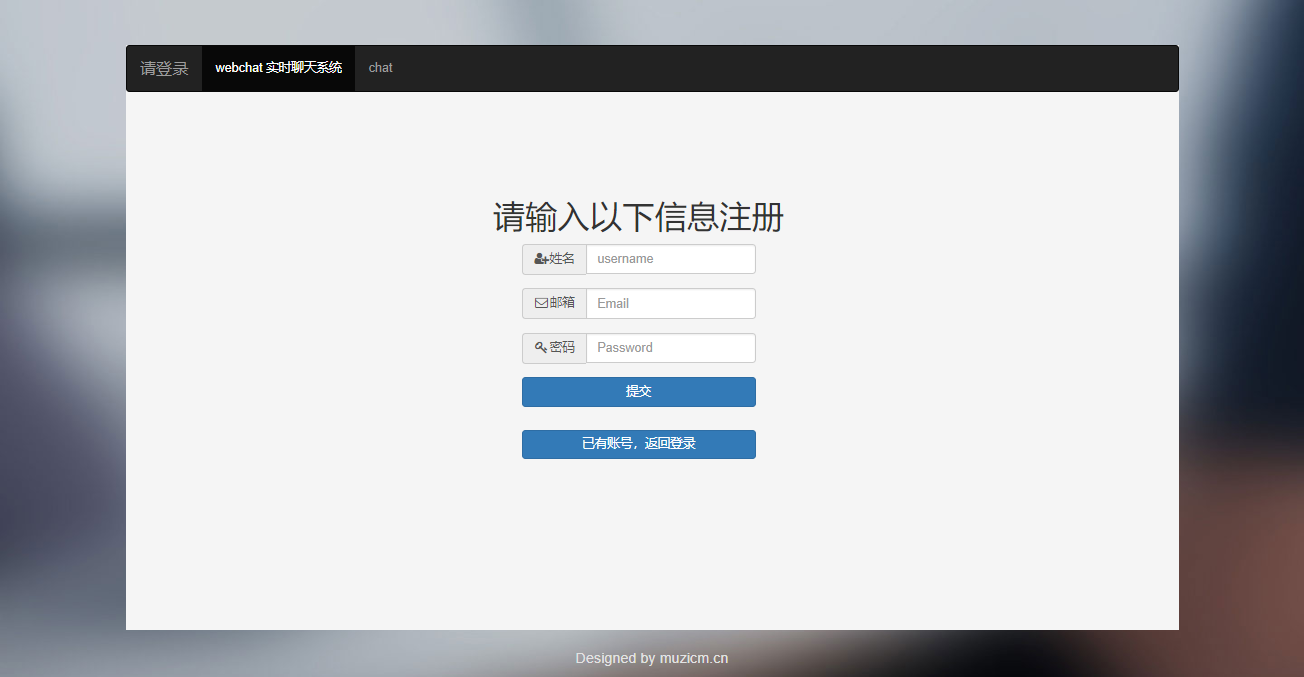 请登录 webchat 实时聊天系统 chat
请输入以下信息注册
姓名 username
邮箱 Email
密码 Password
提交
已有账号，返回登录
Designed by muzicm.cn